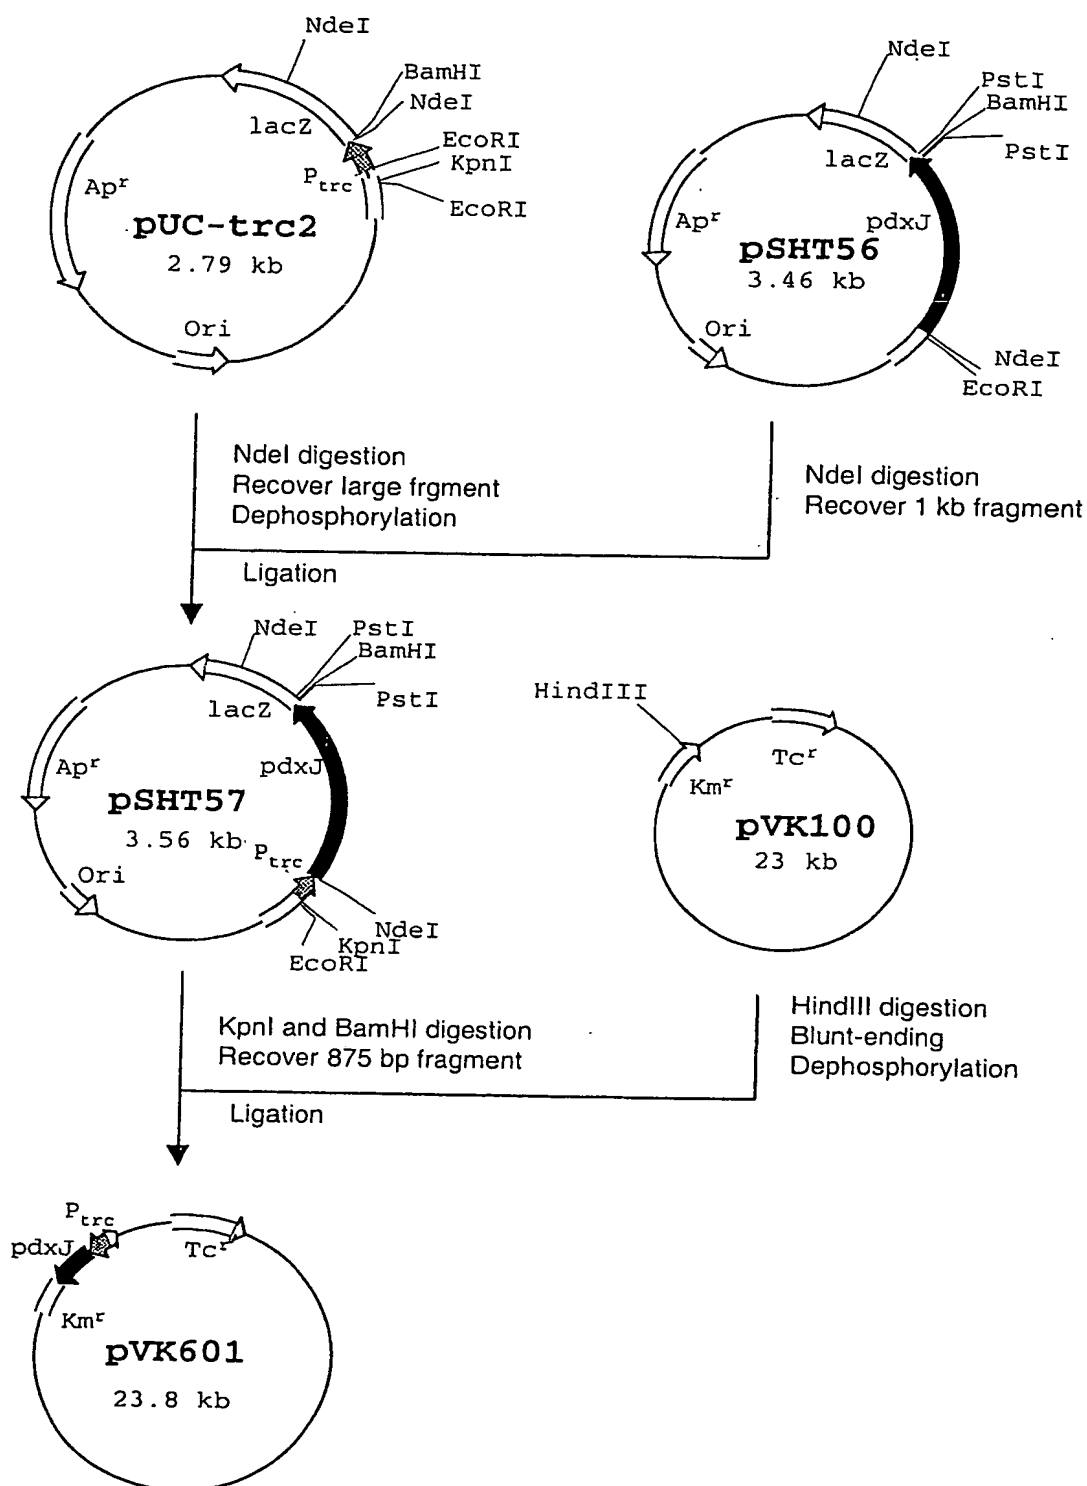 NdeI
BamHI
NdeI
lacZ
EcoRI
KpnI
Ptrc
EcoRI
Apr
pUC-trc2
2.79 kb
Ori
NdeI
PstI
BamHI
PstI
lacZ
Apr
pdxJ
pSHT56
3.46 kb
Ori
NdeI
EcoRI
NdeI digestion
Recover large frgment
Dephosphorylation
NdeI digestion
Recover 1 kb fragment
Ligation
NdeI
PstI
BamHI
PstI
lacZ
Apr
pdxJ
pSHT57
3.56 kb
Ptrc
Ori
NdeI
KpnI
EcoRI
HindIII
Tcr
Kmr
pVK100
23 kb
KpnI and BamHI digestion
Recover 875 bp fragment
HindIII digestion
Blunt-ending
Dephosphorylation
Ligation
Ptrc
pdxJ
Tcr
Kmr
pVK601
23.8 kb